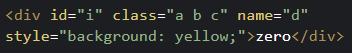 <div id="i" class="a b c" name="d"
style="background: yellow;">zero</div>